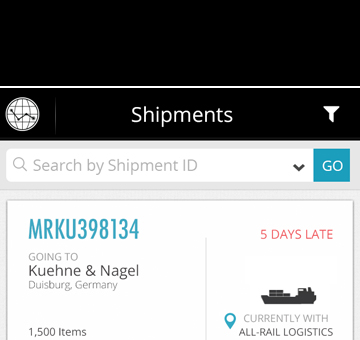 Shipments
Search by Shipment ID
GO
MRKU398134
5 DAYS LATE
GOING TO
Kuehne & Nagel
Duisburg, Germany
1,500 Items
CURRENTLY WITH
ALL-RAIL LOGISTICS